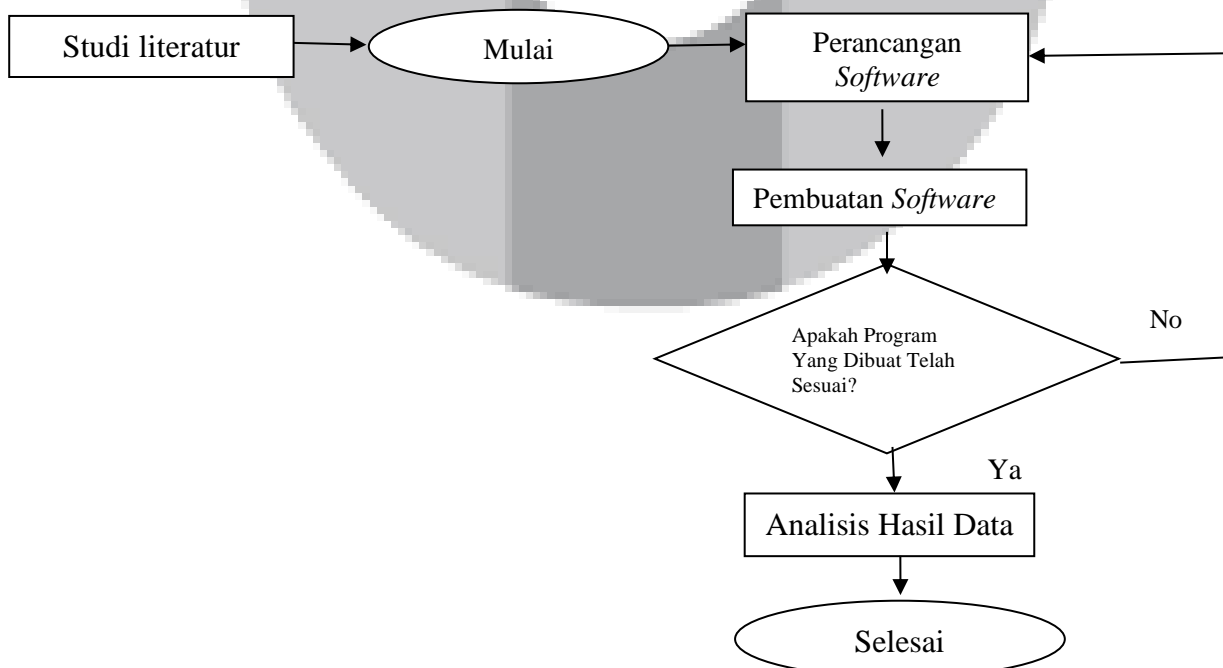 Studi literatur
Mulai
Perancangan
Software
Pembuatan Software
Apakah Program
Yang Dibuat Telah
Sesuai?
No
Ya
Analisis Hasil Data
Selesai